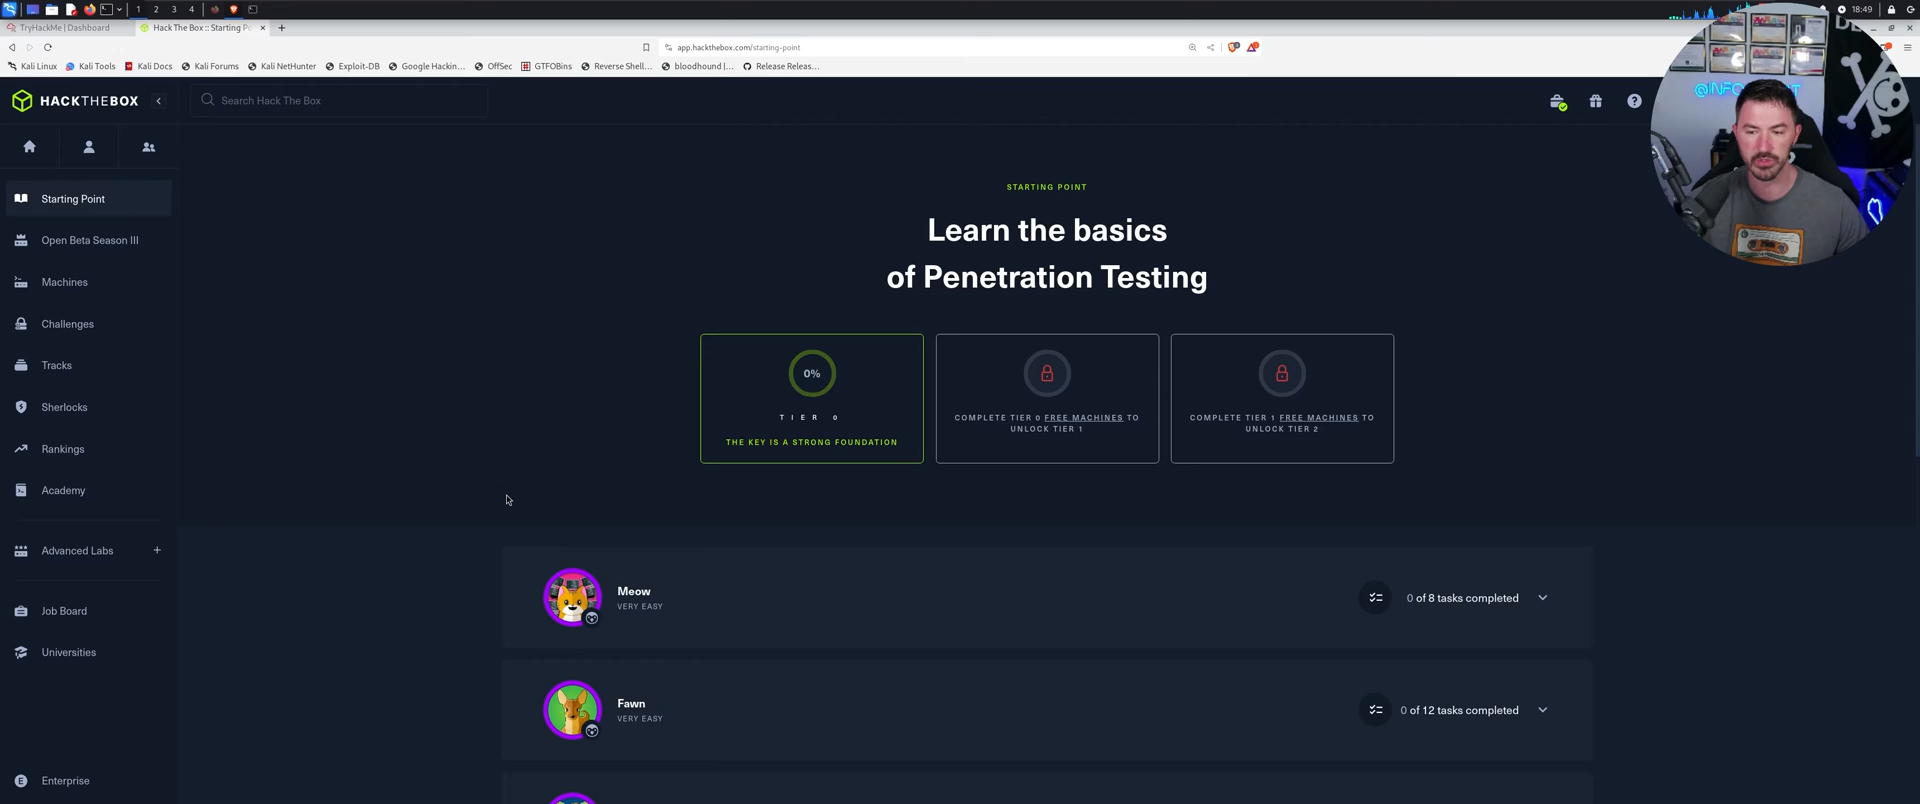 1 2 3 4
18:49
TryHackMe | Dashboard
Hack The Box :: Starting P
app.hackthebox.com/starting-point
Kali Linux Kali Tools Kali Docs Kali Forums Kali NetHunter Exploit-DB Google Hackin... OffSec GTFOBins Reverse Shell... bloodhound |... Release Releas...
HACKTHEBOX
Search Hack The Box
Starting Point
Open Beta Season III
Machines
Challenges
Tracks
Sherlocks
Rankings
Academy
Advanced Labs
Job Board
Universities
Enterprise
STARTING POINT
Learn the basics
of Penetration Testing
0%
TIER 0
THE KEY IS A STRONG FOUNDATION
COMPLETE TIER 0 FREE MACHINES TO
UNLOCK TIER 1
COMPLETE TIER 1 FREE MACHINES TO
UNLOCK TIER 2
Meow
VERY EASY
0 of 8 tasks completed
Fawn
VERY EASY
0 of 12 tasks completed